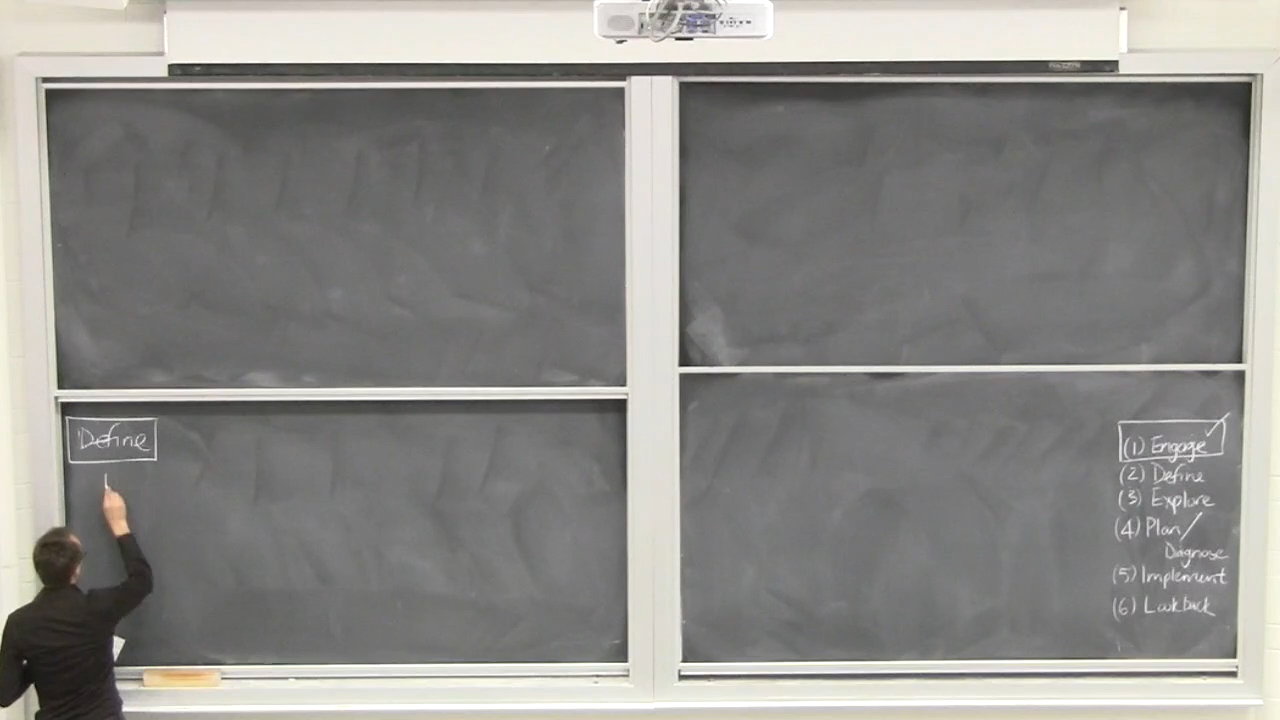 Define
(1) Engage
(2) Define
(3) Explore
(4) Plan/
Diagnose
(5) Implement
(6) Lookback